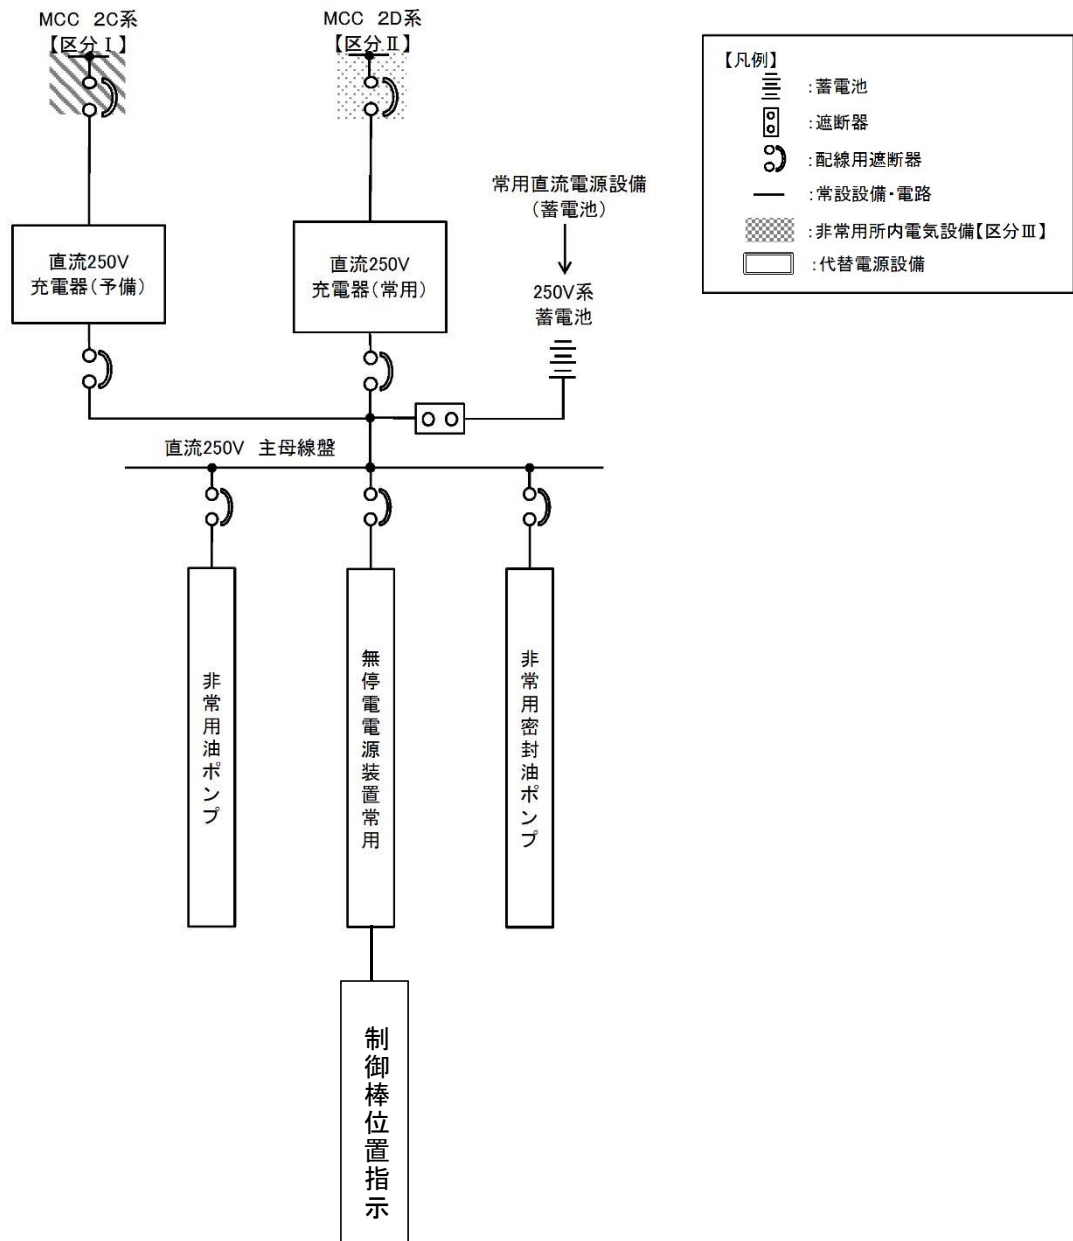 MCC 2C系
【区分Ⅰ】
MCC 2D系
【区分Ⅱ】
【凡例】
:蓄電池
:遮断器
:配線用遮断器
:常設設備・電路
:非常用所内電気設備【区分Ⅲ】
:代替電源設備
常用直流電源設備
(蓄電池)
250V系
蓄電池
直流250V
充電器(予備)
直流250V
充電器(常用)
直流250V 主母線盤
非常用油ポンプ
無停電電源装置常用
非常用密封油ポンプ
制御棒位置指示